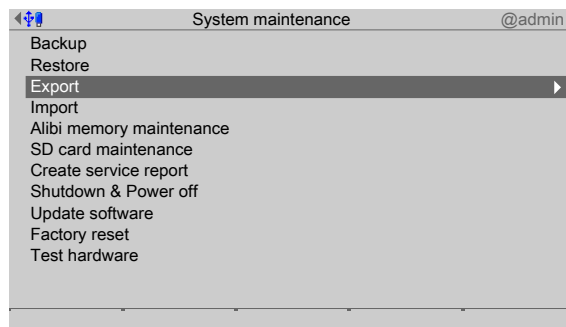 System maintenance @admin
Backup
Restore
Export
Import
Alibi memory maintenance
SD card maintenance
Create service report
Shutdown & Power off
Update software
Factory reset
Test hardware